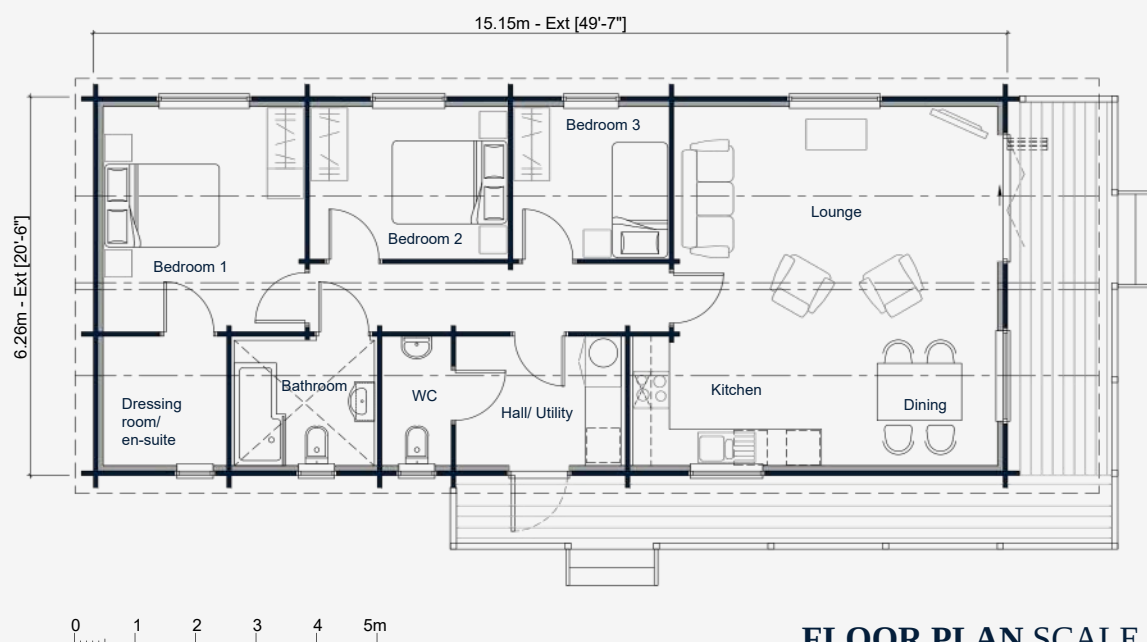 15.15m - Ext [49'-7"]
6.26m - Ext [20'-6"]
Bedroom 3
Lounge
Bedroom 2
Bedroom 1
Bathroom
WC
Kitchen
Dressing
room/
en-suite
Hall/ Utility
Dining
0 1 2 3 4 5m
FLOOR PLAN SCALE